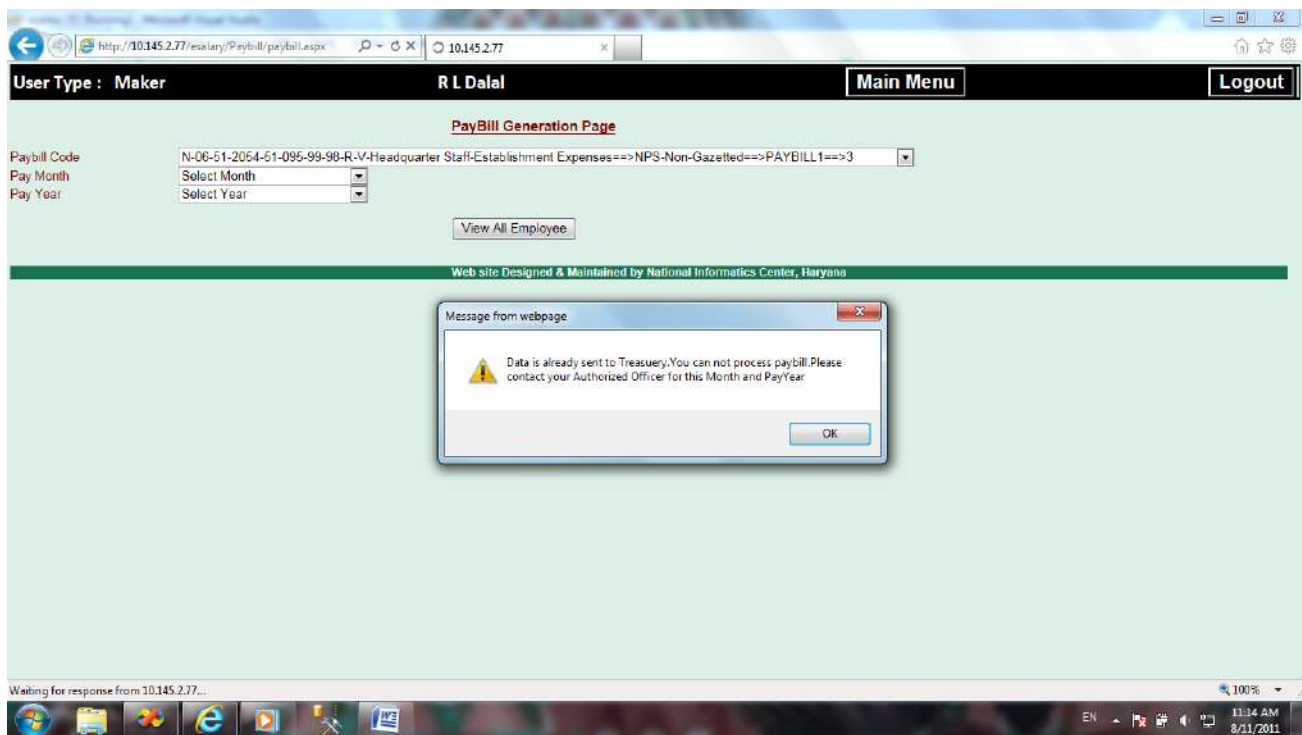 http://10.145.2.77/esalary/Paybill/paybill.aspx
10.145.2.77
User Type : Maker
R L Dalal
Main Menu
Logout
PayBill Generation Page
Paybill Code
N-06-51-2054-51-095-99-98-R-V-Headquarter Staff-Establishment Expenses==>NPS-Non-Gazetted==>PAYBILL1==>3
Pay Month
Select Month
Pay Year
Select Year
View All Employee
Web site Designed & Maintained by National Informatics Center, Haryana
Message from webpage
Data is already sent to Treasuery.You can not process paybill.Please
contact your Authorized Officer for this Month and PayYear
OK
Waiting for response from 10.145.2.77...
100%
EN
11:14 AM
8/11/2011